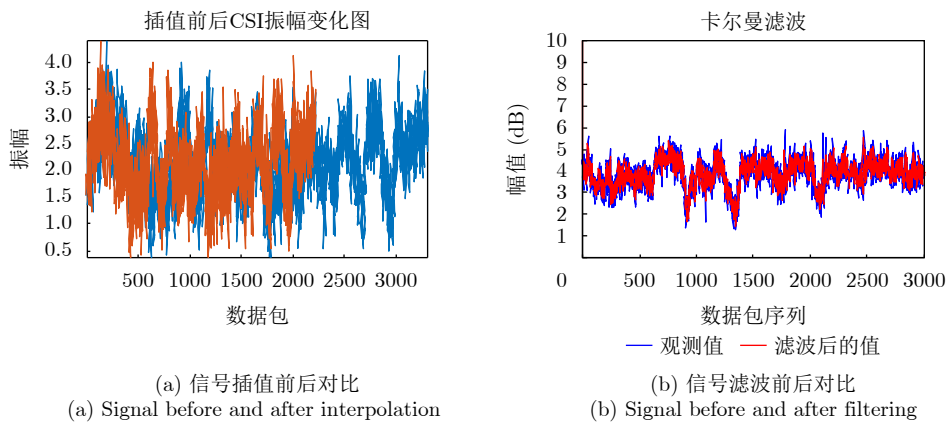 插值前后CSI振幅变化图
4.0
3.5
3.0
2.5
2.0
1.5
1.0
0.5
振幅
500 1000 1500 2000 2500 3000
数据包
(a) 信号插值前后对比
(a) Signal before and after interpolation
卡尔曼滤波
10
9
8
7
6
5
4
3
2
1
幅值 (dB)
0 500 1000 1500 2000 2500 3000
数据包序列
观测值 滤波后的值
(b) 信号滤波前后对比
(b) Signal before and after filtering